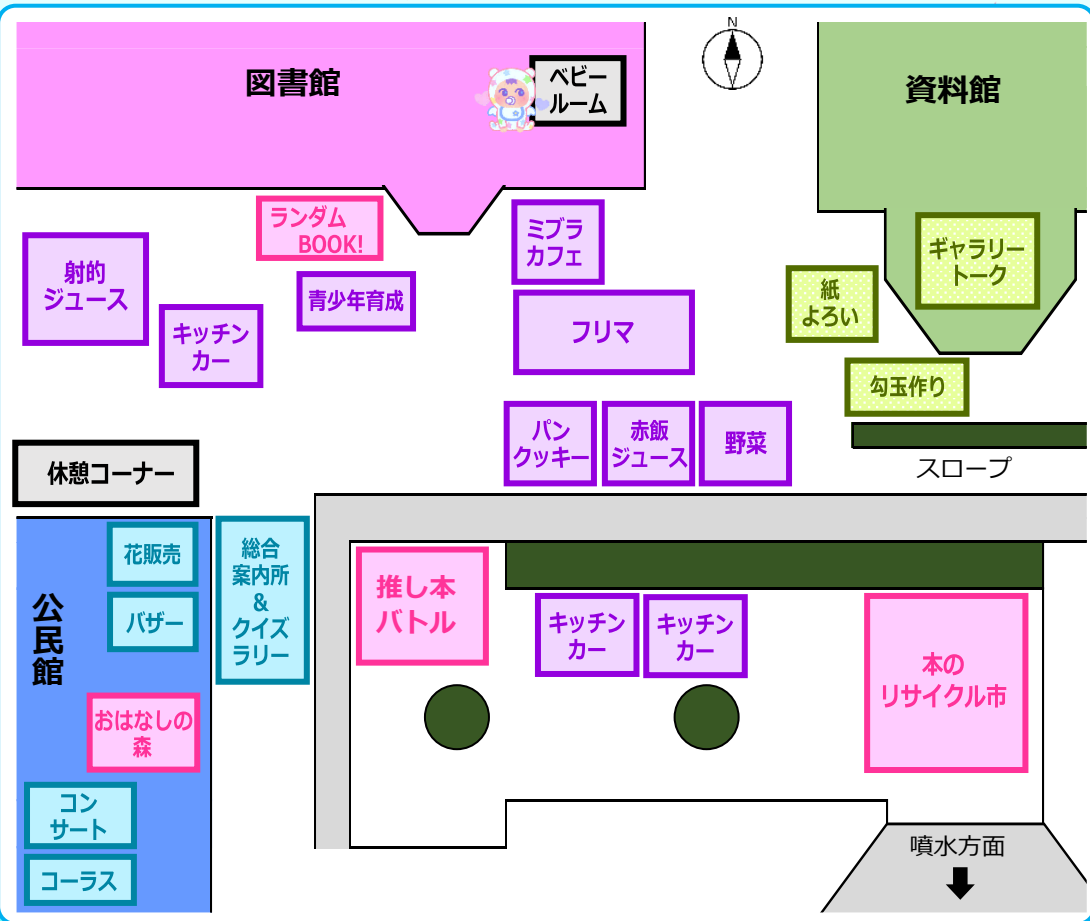 N
図書館
ベビー
ルーム
資料館
ランダム
BOOK!
ミブラ
カフェ
ギャラリー
トーク
射的
ジュース
青少年育成
紙
よろい
キッチン
カー
フリマ
勾玉作り
パン
クッキー
赤飯
ジュース
野菜
スロープ
休憩コーナー
公民館
花販売
バザー
おはなしの
森
コン
サート
コーラス
総合
案内所
&
クイズ
ラリー
推し本
バトル
キッチン
カー
キッチン
カー
本の
リサイクル市
噴水方面